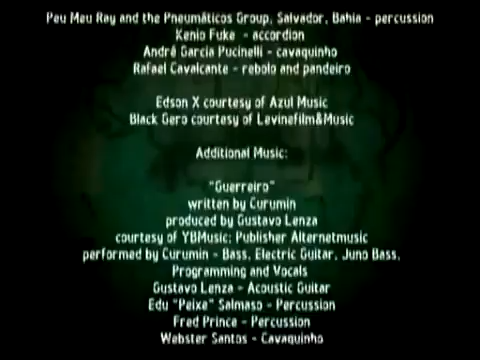 Peu Meu Ray and the Pneumáticos Group, Salvador, Bahia - percussion
Kenio Fuke - accordion
André Garcia Pucinelli - cavaquinho
Rafael Cavalcante - rebolo and pandeiro
Edson X courtesy of Azul Music
Black Gero courtesy of Levinefilm&Music
Additional Music:
"Guerreiro"
written by Curumin
produced by Gustavo Lenza
courtesy of YBMusic; Publisher Alternetmusic
performed by Curumin - Bass, Electric Guitar, Juno Bass,
Programming and Vocals
Gustavo Lenza - Acoustic Guitar
Edu "Peixe" Salmaso - Percussion
Fred Prince - Percussion
Webster Santos - Cavaquinho